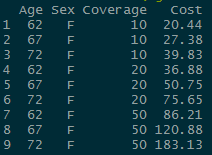 Age Sex Coverage Cost
1 62 F 10 20.44
2 67 F 10 27.38
3 72 F 10 39.83
4 62 F 20 36.88
5 67 F 20 50.75
6 72 F 20 75.65
7 62 F 50 86.21
8 67 F 50 120.88
9 72 F 50 183.13